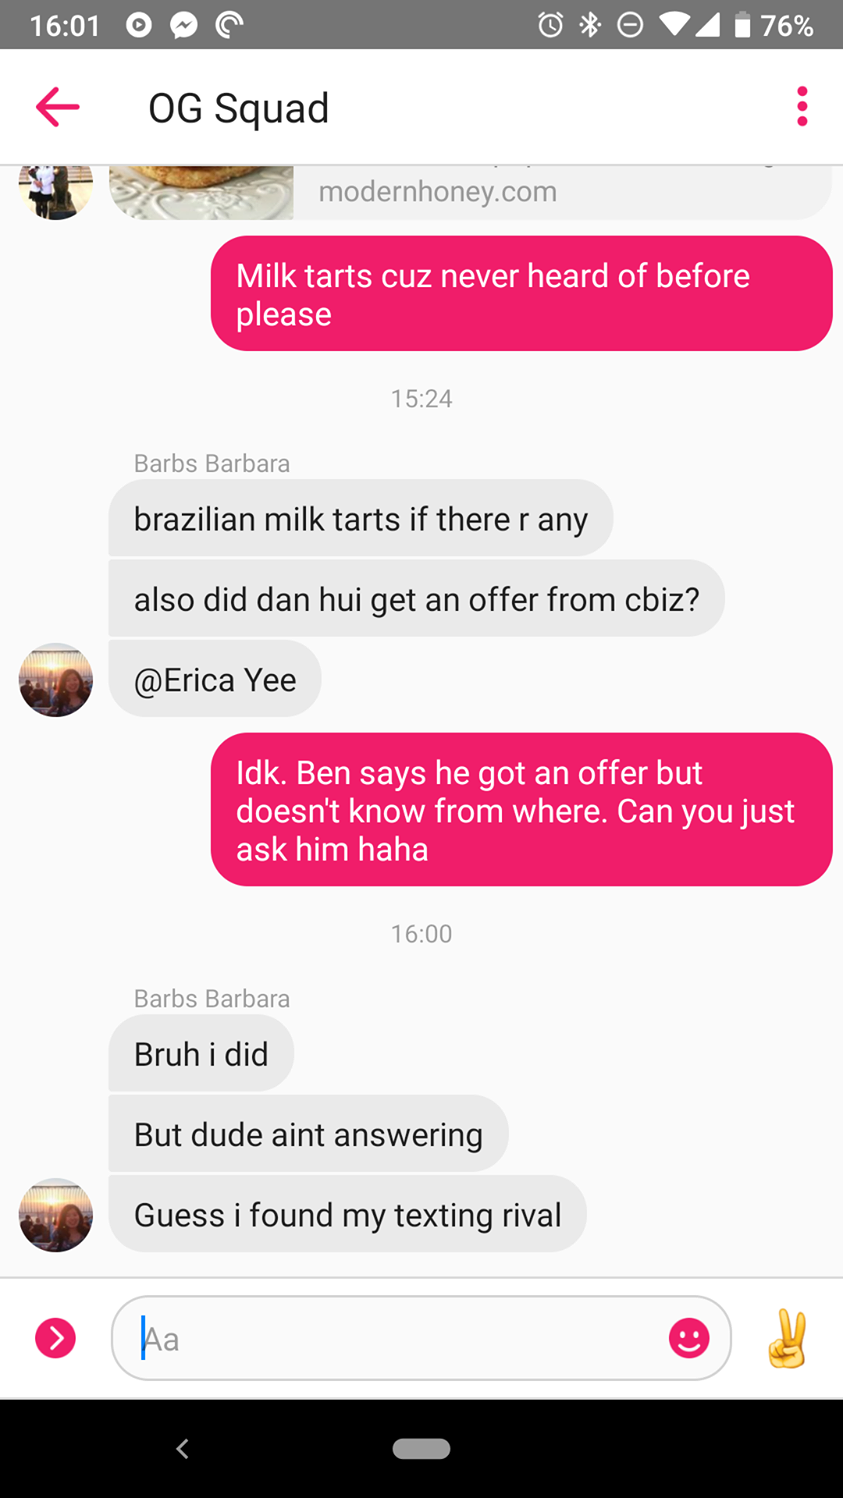 16:01
76%
OG Squad
modernhoney.com
Milk tarts cuz never heard of before
please
15:24
Barbs Barbara
brazilian milk tarts if there r any
also did dan hui get an offer from cbiz?
@Erica Yee
Idk. Ben says he got an offer but
doesn't know from where. Can you just
ask him haha
16:00
Barbs Barbara
Bruh i did
But dude aint answering
Guess i found my texting rival
Aa